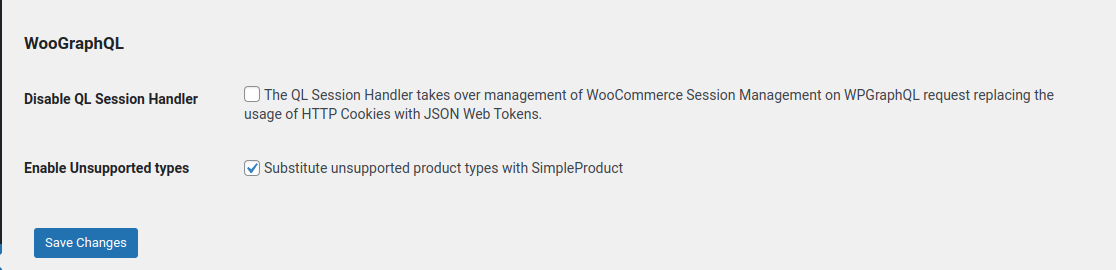 WooGraphQL
Disable QL Session Handler
The QL Session Handler takes over management of WooCommerce Session Management on WPGraphQL request replacing the
usage of HTTP Cookies with JSON Web Tokens.
Enable Unsupported types
Substitute unsupported product types with SimpleProduct
Save Changes